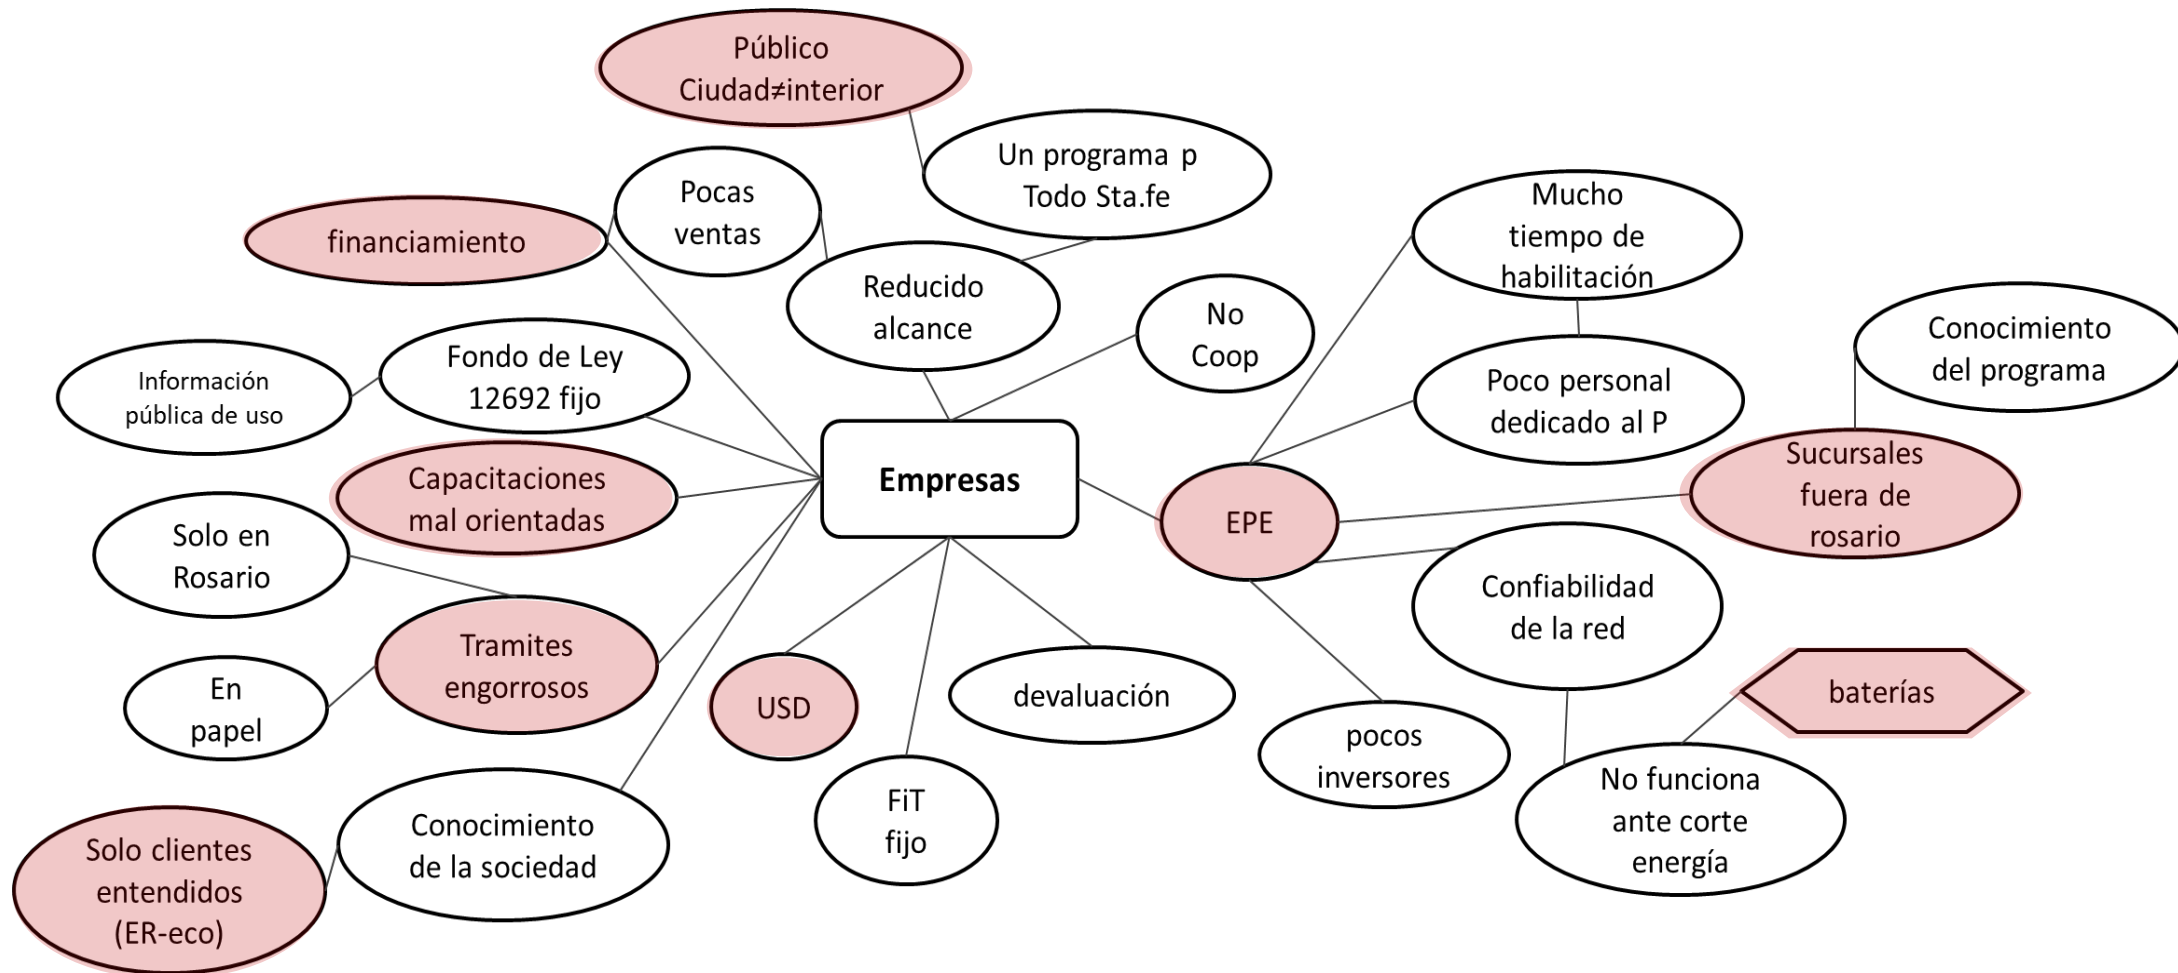 Público
Ciudad≠interior
Un programa p
Todo Sta.fe
Pocas
ventas
financiamiento
Reducido
alcance
No
Coop
Mucho
tiempo de
habilitación
Conocimiento
del programa
Información
pública de uso
Fondo de Ley
12692 fijo
Poco personal
dedicado al P
Capacitaciones
mal orientadas
Empresas
EPE
Sucursales
fuera de
rosario
Solo en
Rosario
Confiabilidad
de la red
Tramites
engorrosos
En
papel
USD
devaluación
baterías
pocos
inversores
FiT
fijo
No funciona
ante corte
energía
Conocimiento
de la sociedad
Solo clientes
entendidos
(ER-eco)